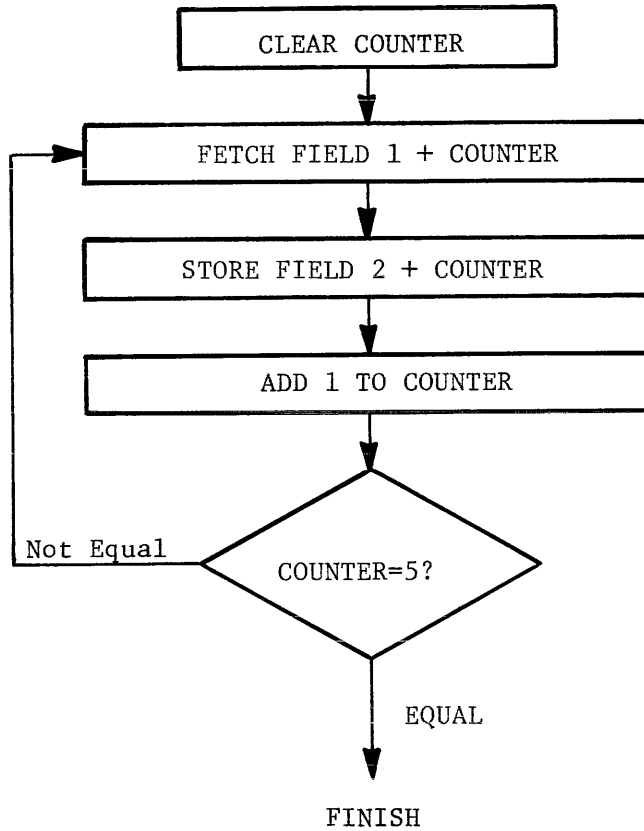 CLEAR COUNTER
FETCH FIELD 1 + COUNTER
STORE FIELD 2 + COUNTER
ADD 1 TO COUNTER
Not Equal
COUNTER=5?
EQUAL
FINISH